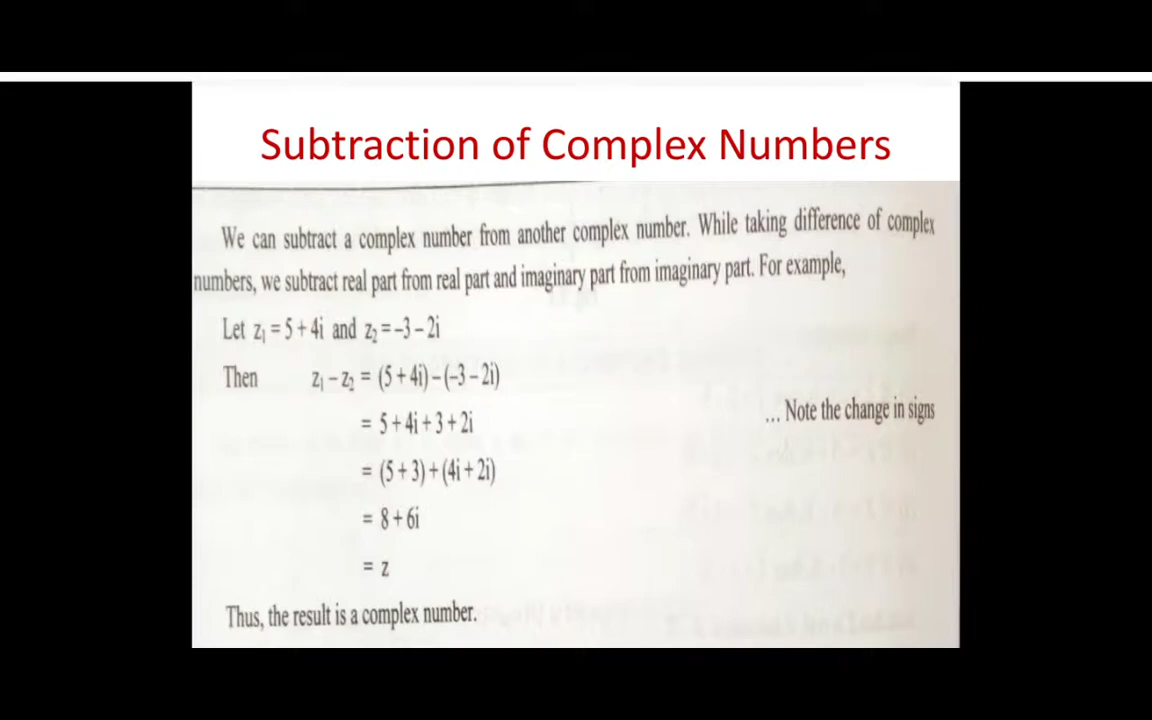 Subtraction of Complex Numbers
We can subtract a complex number from another complex number. While taking difference of complex
numbers, we subtract real part from real part and imaginary part from imaginary part. For example,
Let z₁ = 5 + 4i and z₂ = –3 – 2i
Then z₁ – z₂ = (5 + 4i) – (–3 – 2i)
= 5 + 4i + 3 + 2i ... Note the change in signs
= (5 + 3) + (4i + 2i)
= 8 + 6i
= z
Thus, the result is a complex number.